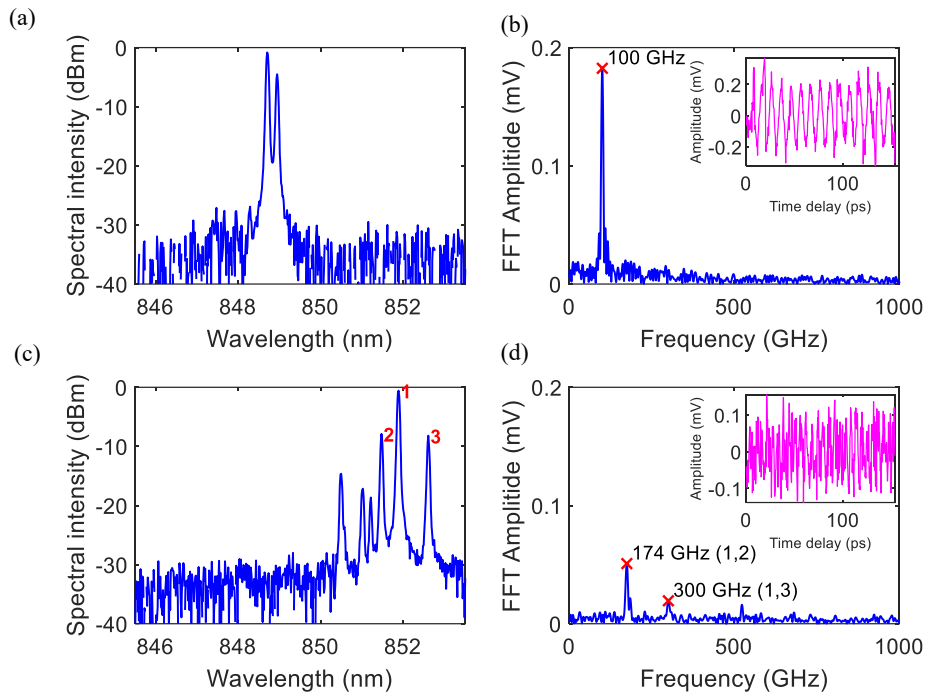 (a)
Spectral intensity (dBm)
0
-10
-20
-30
-40
846
848
850
852
Wavelength (nm)
(b)
FFT Amplitide (mV)
0.2
0.1
0
0
500
1000
Frequency (GHz)
100 GHz
Amplitude (mV)
0.2
0
-0.2
0
100
Time delay (ps)
(c)
Spectral intensity (dBm)
0
-10
-20
-30
-40
846
848
850
852
Wavelength (nm)
1
2
3
(d)
FFT Amplitide (mV)
0.2
0.1
0
0
500
1000
Frequency (GHz)
174 GHz (1,2)
300 GHz (1,3)
Amplitude (mV)
0.1
0
-0.1
0
100
Time delay (ps)